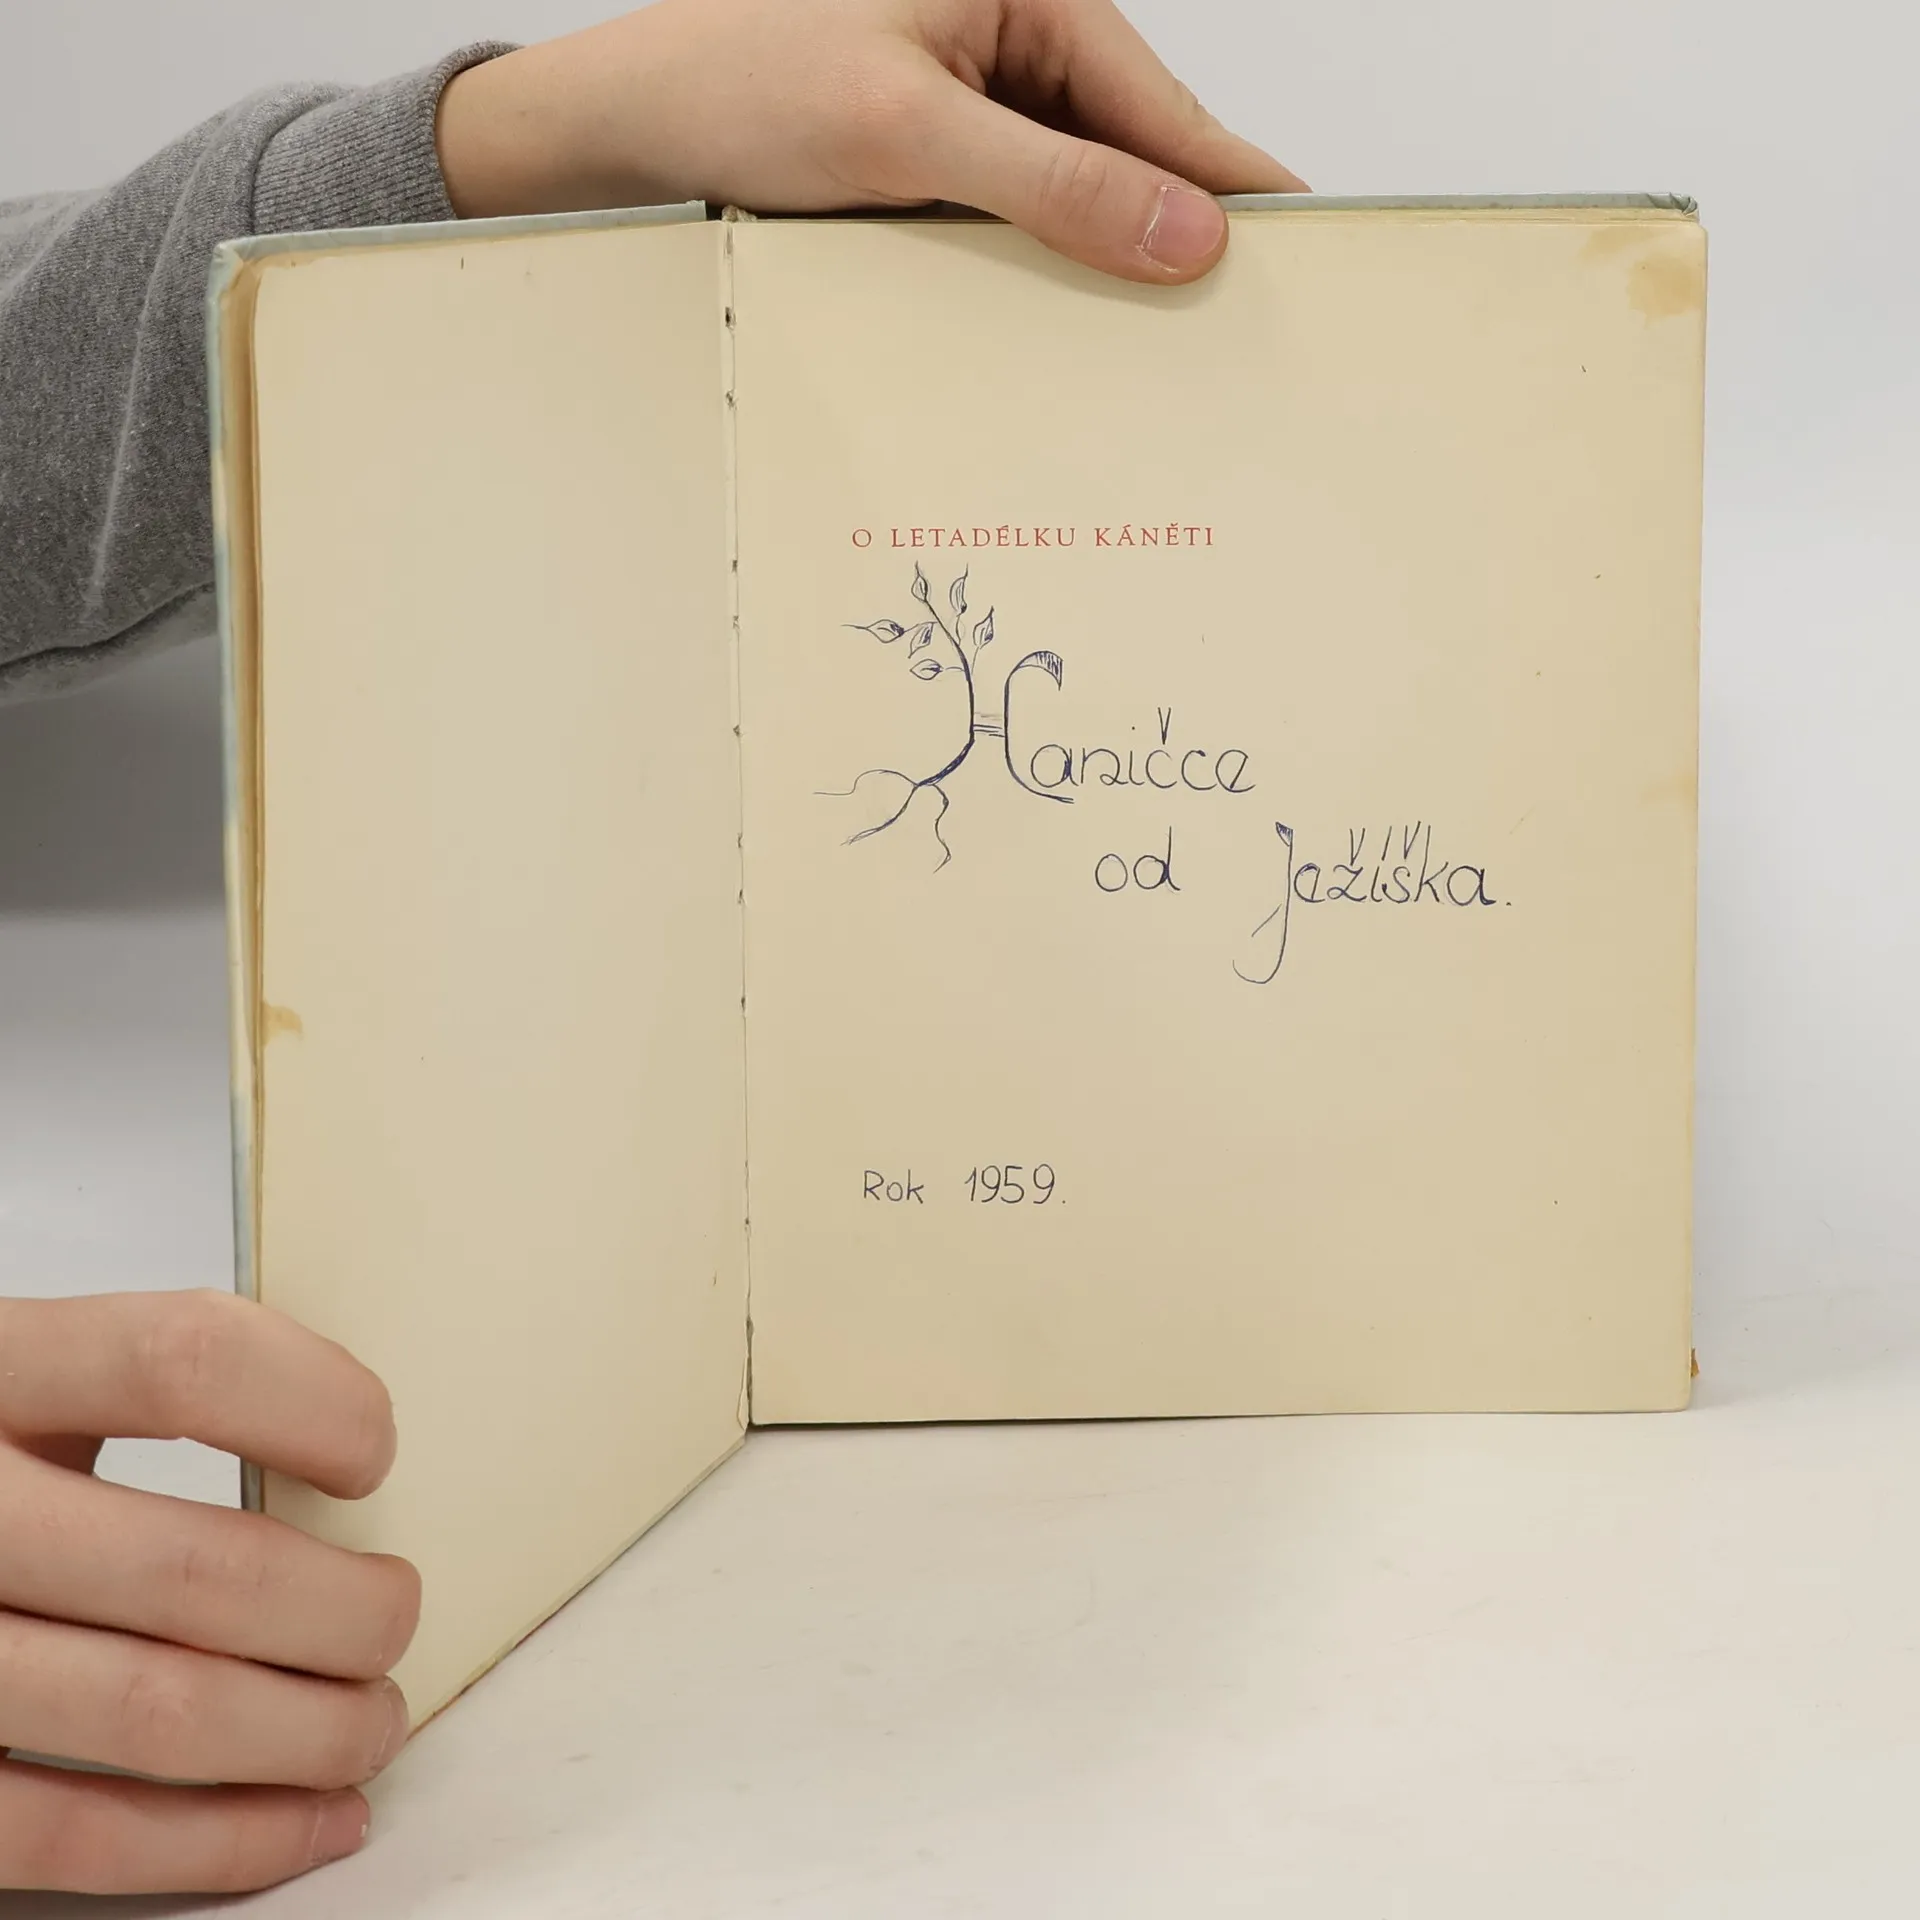 O LETADÉLKU KÁNĚTI
Haničce
od Ježíška.
Rok 1959.